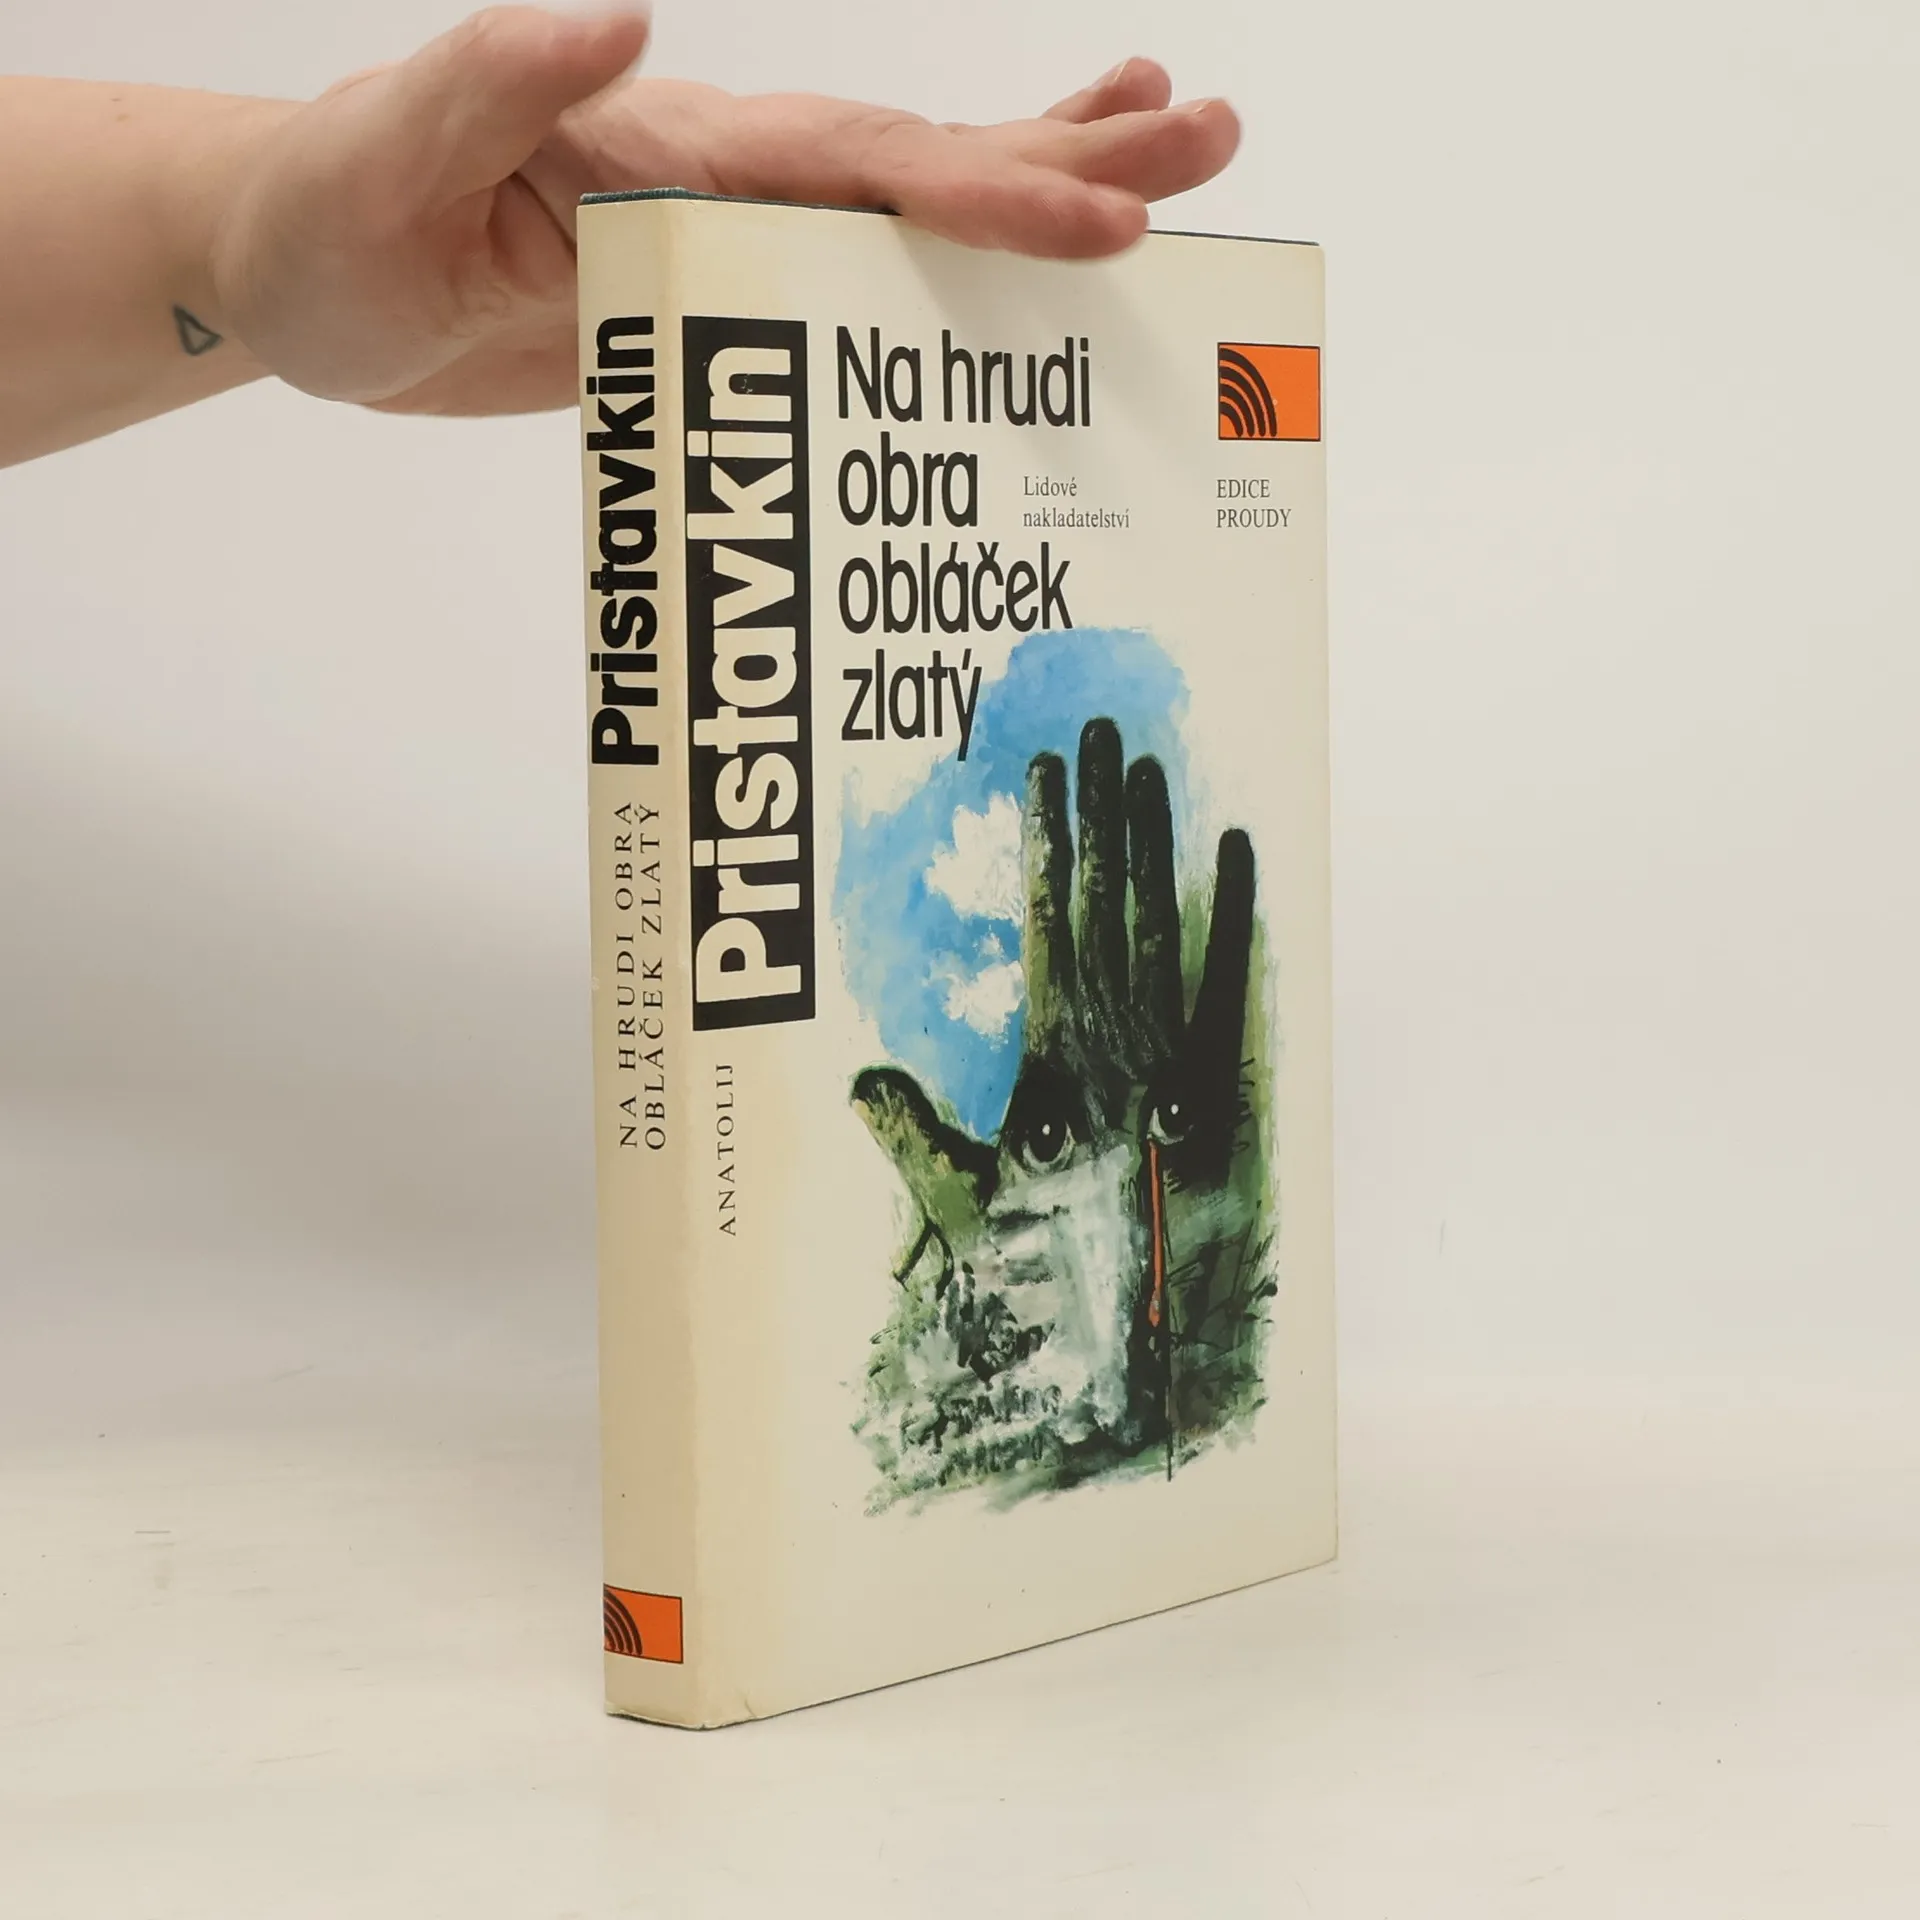 Pristavkin
NA HRUDI OBRA
OBLÁČEK ZLATÝ
ANATOLIJ
Pristavkin
Na hrudi
obra
obláček
zlatý
Lidové
nakladatelství
EDICE
PROUDY